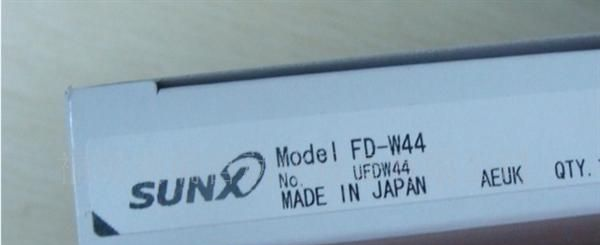 SUNX
Model FD-W44
No. UFDW44
MADE IN JAPAN AEUK QTY.